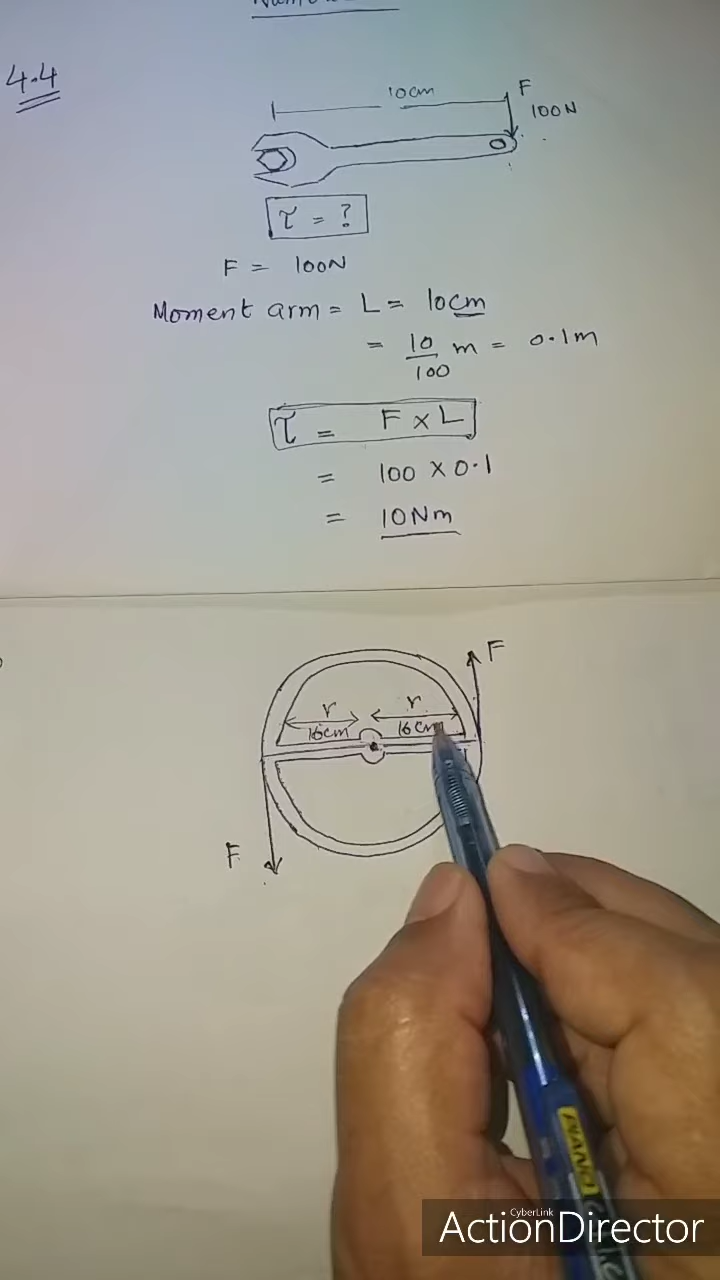 4.4
10cm
F
100N
τ = ?
F = 100N
Moment arm = L = 10cm
= 10/100 m = 0.1m
τ = F × L
= 100 × 0.1
= 10Nm
F
r r
16cm 16cm
F
PIANO
CyberLink
ActionDirector